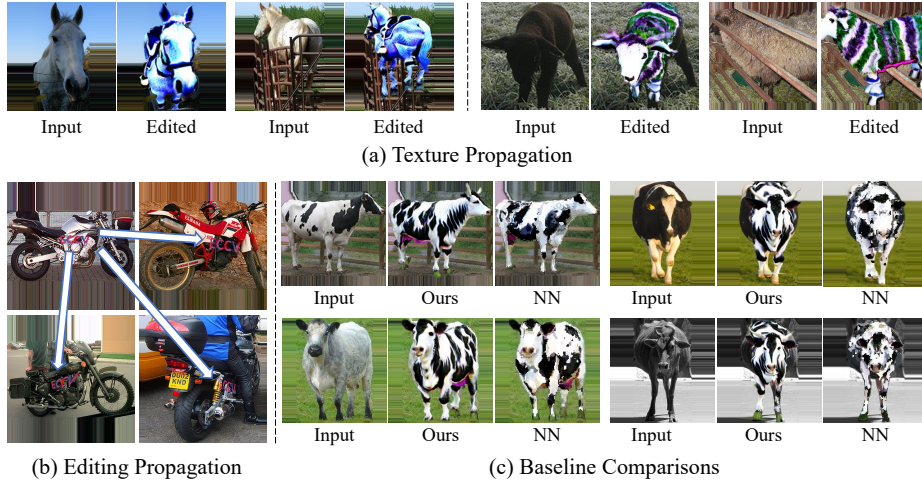 Input
Edited
Input
Edited
Input
Edited
Input
Edited
(a) Texture Propagation
Input
Ours
NN
Input
Ours
NN
KND
Input
Ours
NN
Input
Ours
NN
(b) Editing Propagation
(c) Baseline Comparisons